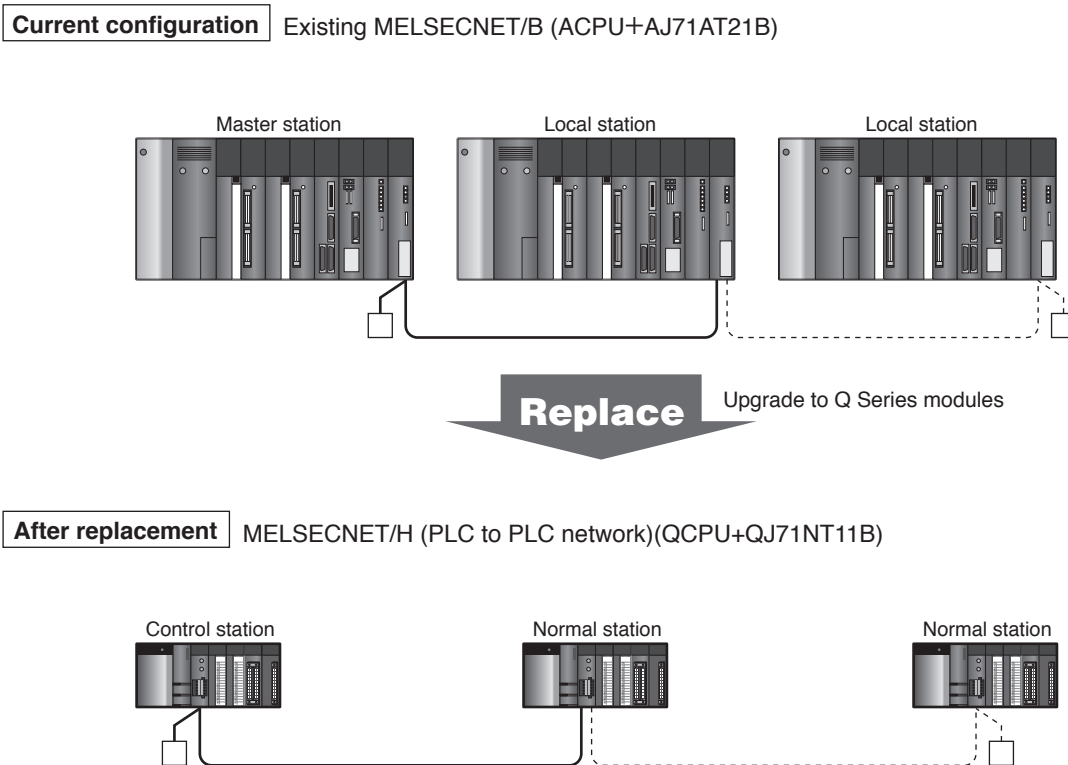 Current configuration Existing MELSECNET/B (ACPU+AJ71AT21B)
Master station Local station Local station
Replace Upgrade to Q Series modules
After replacement MELSECNET/H (PLC to PLC network)(QCPU+QJ71NT11B)
Control station Normal station Normal station